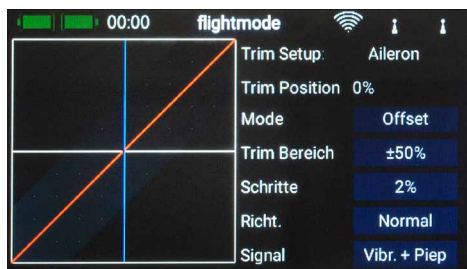 00:00 flightmode
Trim Setup: Aileron
Trim Position 0%
Mode Offset
Trim Bereich ±50%
Schritte 2%
Richt. Normal
Signal Vibr. + Piep